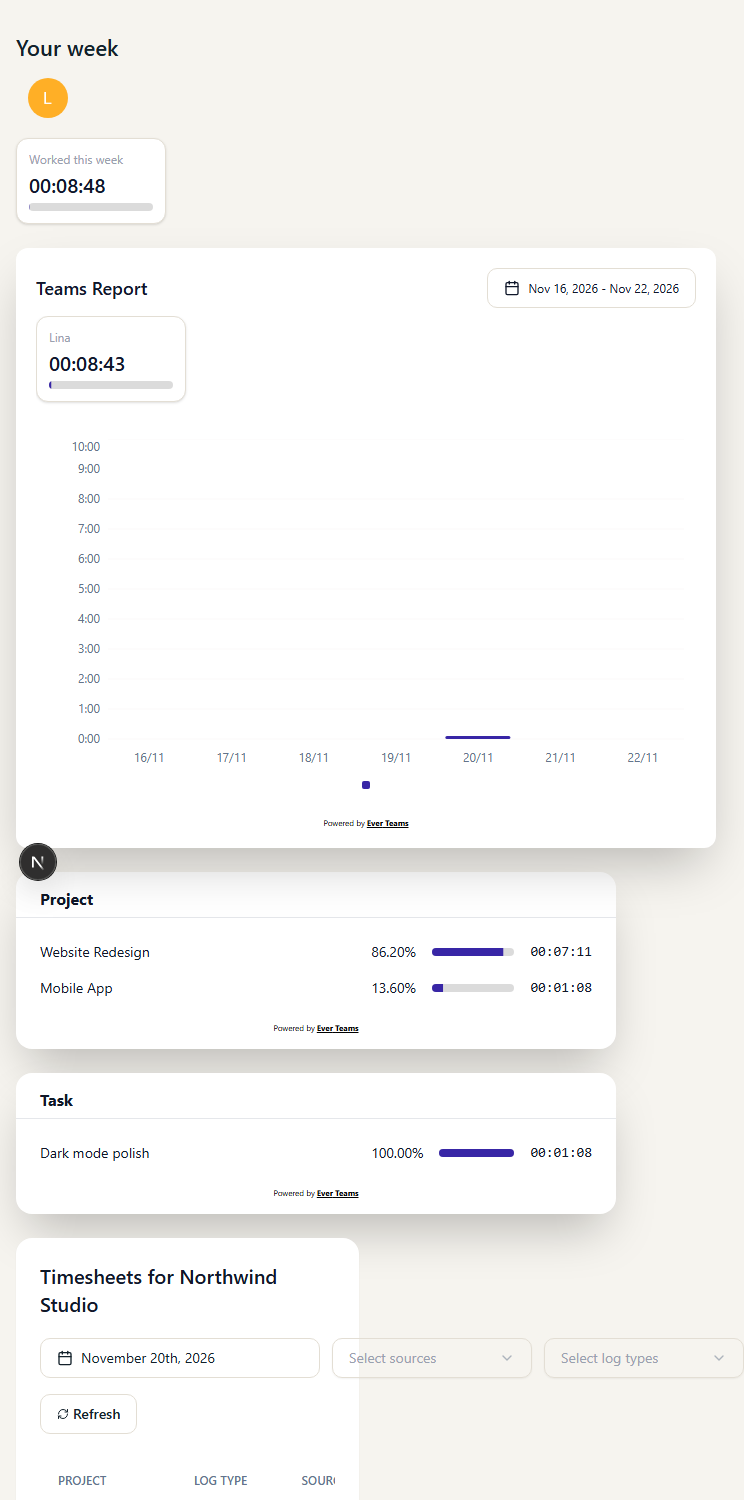 Your week
L
Worked this week
00:08:48
Teams Report
Nov 16, 2026 - Nov 22, 2026
Lina
00:08:43
10:00
9:00
8:00
7:00
6:00
5:00
4:00
3:00
2:00
1:00
0:00
16/11 17/11 18/11 19/11 20/11 21/11 22/11
Powered by Ever Teams
N
Project
Website Redesign 86.20% 00:07:11
Mobile App 13.60% 00:01:08
Powered by Ever Teams
Task
Dark mode polish 100.00% 00:01:08
Powered by Ever Teams
Timesheets for Northwind
Studio
November 20th, 2026 Select sources Select log types
Refresh
PROJECT LOG TYPE